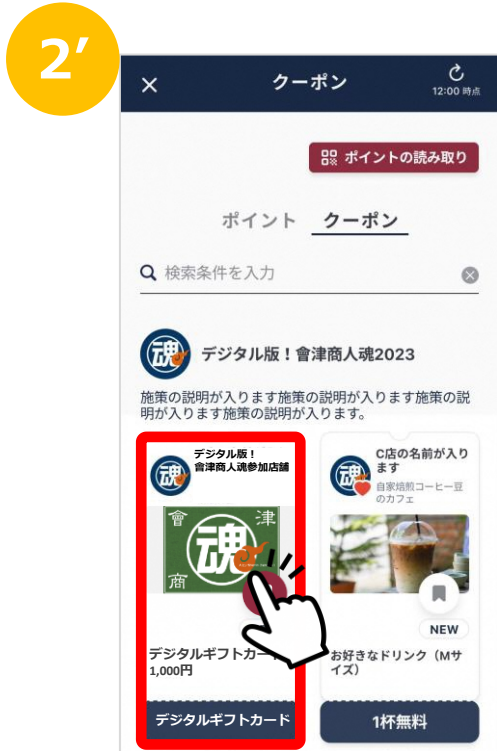 2′
クーポン
12:00 時点
ポイントの読み取り
ポイント クーポン
検索条件を入力
魂 デジタル版！會津商人魂2023
施策の説明が入ります施策の説明が入ります施策の説
明が入ります施策の説明が入ります。
魂
デジタル版！
會津商人魂参加店舗
會 津
魂
商
デジタルギフトカード
1,000円
デジタルギフトカード
魂
C店の名前が入り
ます
自家焙煎コーヒー豆
のカフェ
NEW
お好きなドリンク（Mサ
イズ）
1杯無料